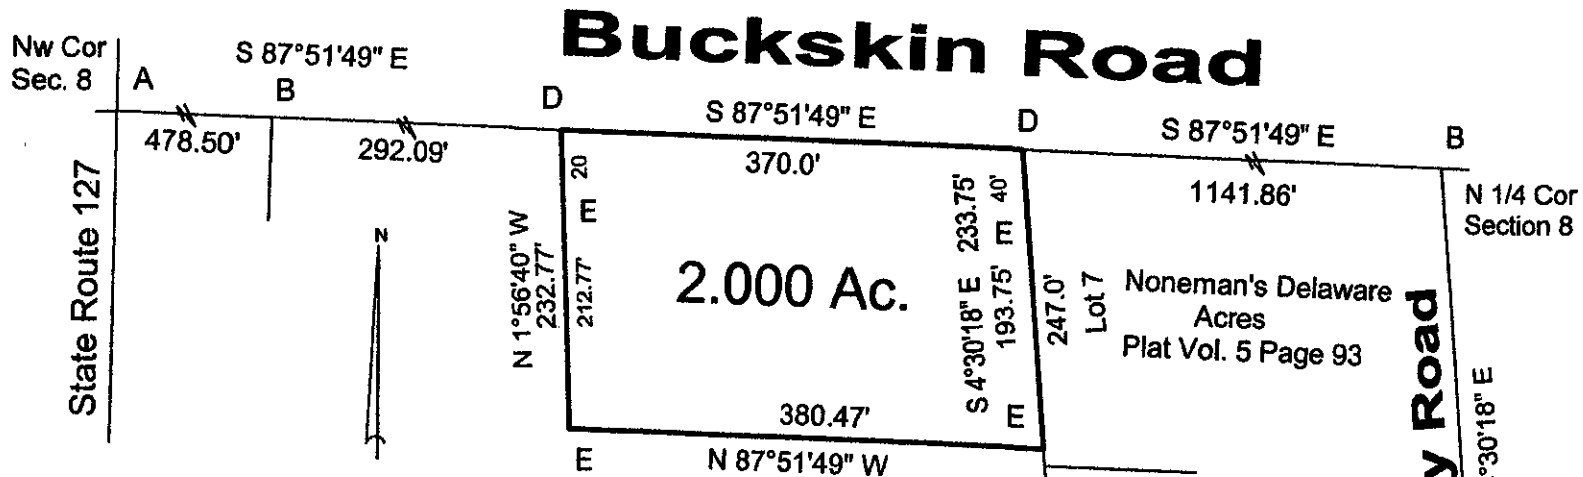 Buckskin Road
Nw Cor
Sec. 8
A
S 87°51'49" E
B
D
S 87°51'49" E
D
S 87°51'49" E
B
478.50'
292.09'
370.0'
1141.86'
N 1/4 Cor
Section 8
State Route 127
N
N 1°56'40" W
232.77'
20
E
212.77'
2.000 Ac.
S 4°30'18" E 233.75'
193.75' E 40'
247.0'
Lot 7
Noneman's Delaware
Acres
Plat Vol. 5 Page 93
y Road
°30'18" E
380.47'
E
E
N 87°51'49" W